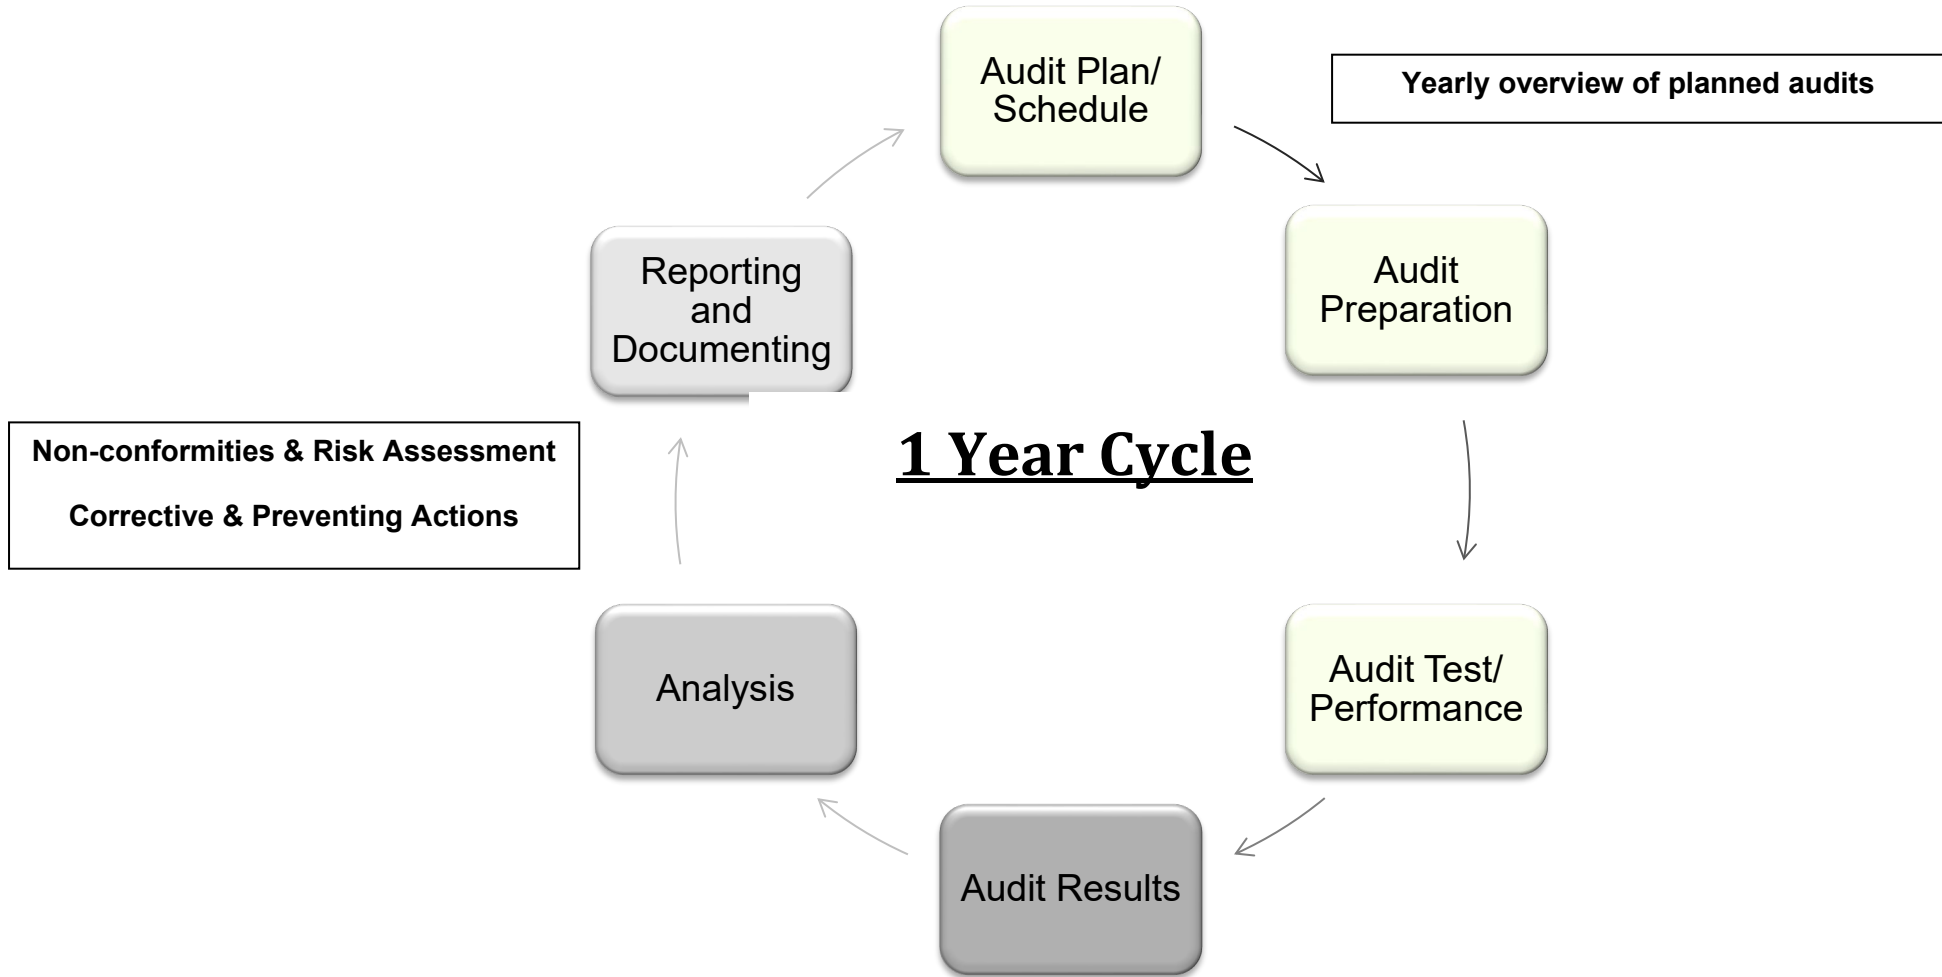 Audit Plan/
Schedule
Yearly overview of planned audits
Audit
Preparation
Audit Test/
Performance
Audit Results
Analysis
Non-conformities & Risk Assessment
Corrective & Preventing Actions
Reporting
and
Documenting
1 Year Cycle